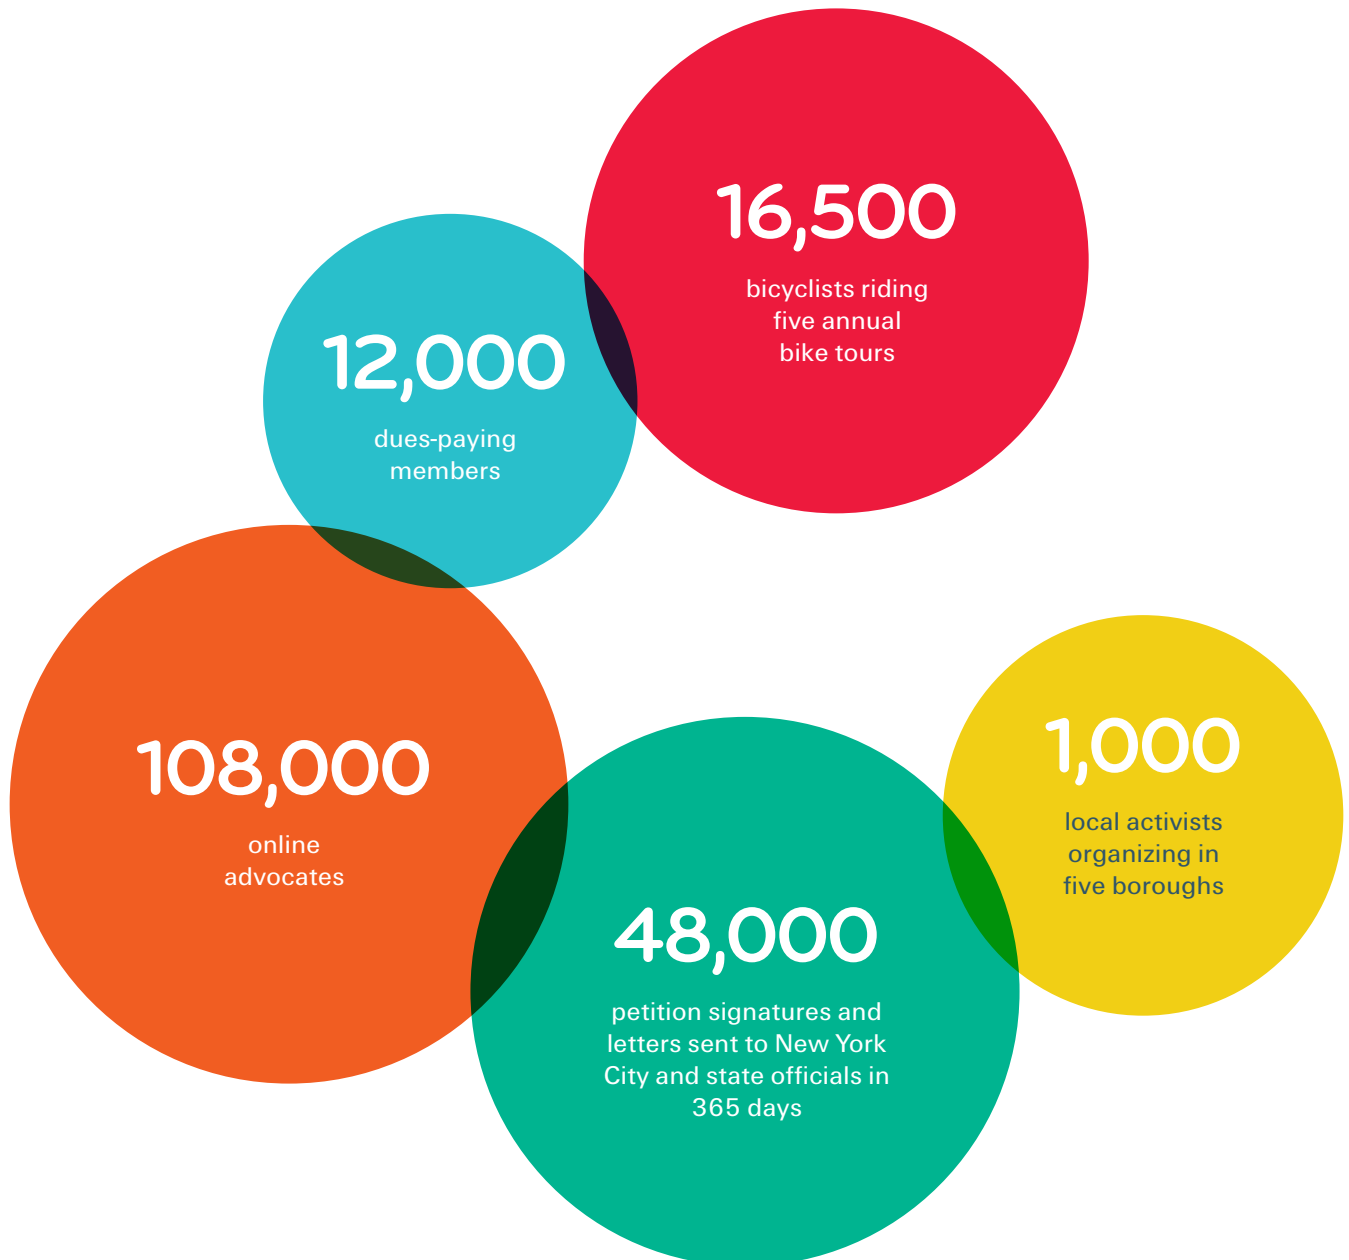 16,500
bicyclists riding
five annual
bike tours
12,000
dues-paying
members
108,000
online
advocates
1,000
local activists
organizing in
five boroughs
48,000
petition signatures and
letters sent to New York
City and state officials in
365 days